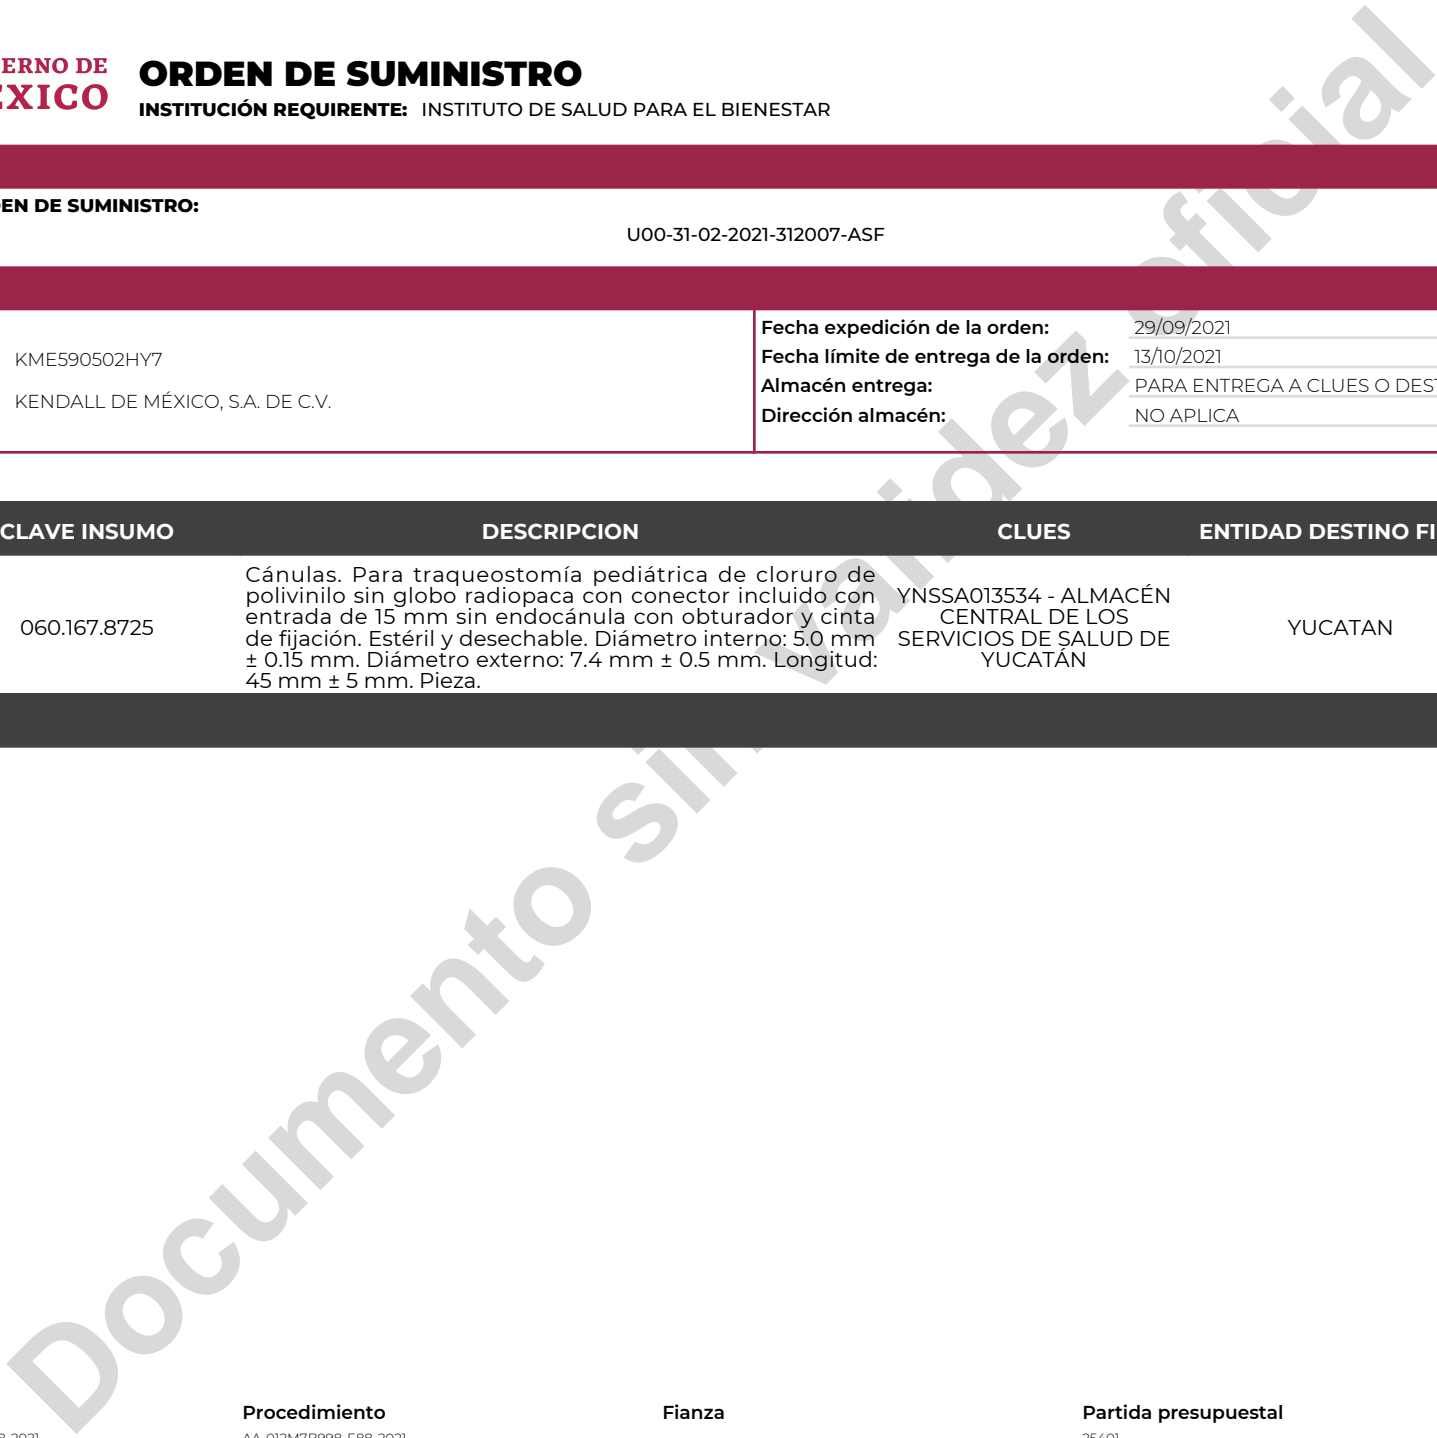 ERNO DE
ÉXICO
ORDEN DE SUMINISTRO
INSTITUCIÓN REQUIRENTE: INSTITUTO DE SALUD PARA EL BIENESTAR
EN DE SUMINISTRO:
U00-31-02-2021-312007-ASF
KME590502HY7
KENDALL DE MÉXICO, S.A. DE C.V.
Fecha expedición de la orden: 29/09/2021
Fecha límite de entrega de la orden: 13/10/2021
Almacén entrega: PARA ENTREGA A CLUES O DEST
Dirección almacén: NO APLICA
CLAVE INSUMO DESCRIPCION CLUES ENTIDAD DESTINO FI
060.167.8725
Cánulas. Para traqueostomía pediátrica de cloruro de
polivinilo sin globo radiopaca con conector incluido con
entrada de 15 mm sin endocánula con obturador y cinta
de fijación. Estéril y desechable. Diámetro interno: 5.0 mm
± 0.15 mm. Diámetro externo: 7.4 mm ± 0.5 mm. Longitud:
45 mm ± 5 mm. Pieza.
YNSSA013534 - ALMACÉN
CENTRAL DE LOS
SERVICIOS DE SALUD DE
YUCATÁN
YUCATAN
Documento sin validez oficial
Procedimiento Fianza Partida presupuestal